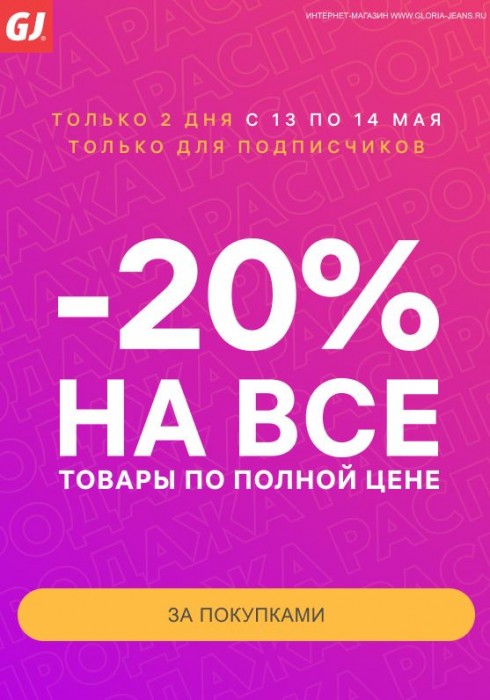 GJ®
ИНТЕРНЕТ-МАГАЗИН WWW.GLORIA-JEANS.RU
ТОЛЬКО 2 ДНЯ С 13 ПО 14 МАЯ
ТОЛЬКО ДЛЯ ПОДПИСЧИКОВ
-20%
НА ВСЕ
ТОВАРЫ ПО ПОЛНОЙ ЦЕНЕ
ЗА ПОКУПКАМИ